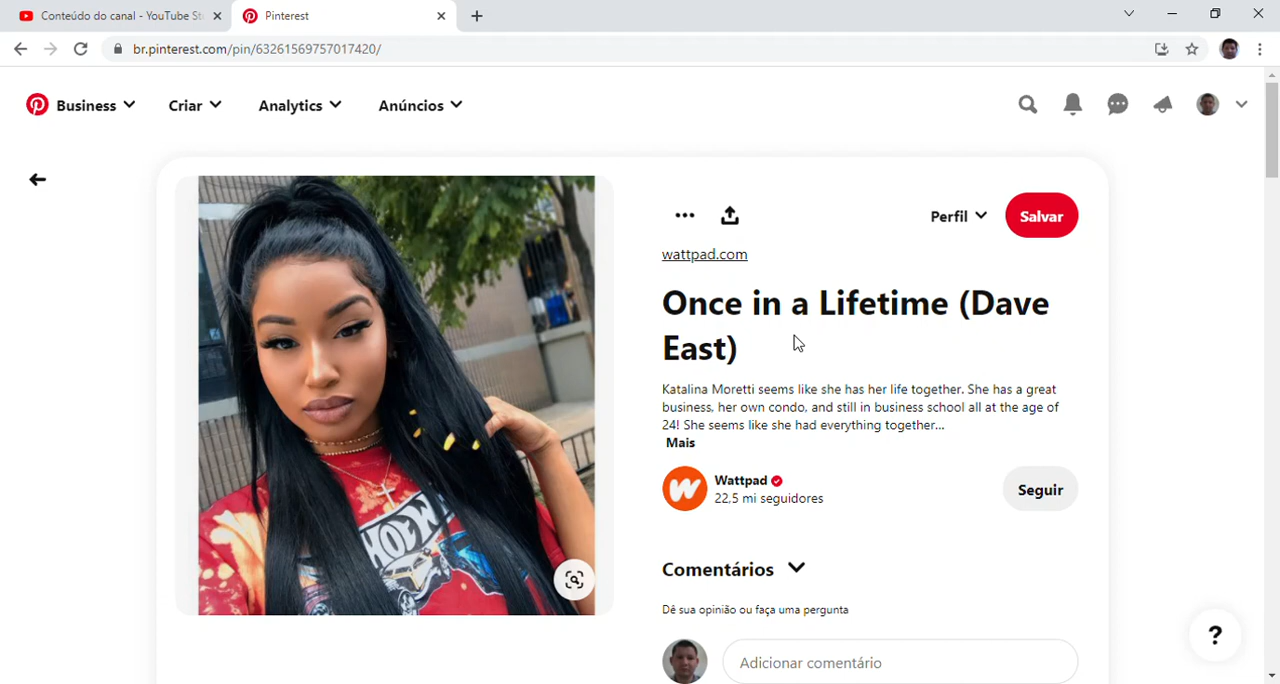 Conteúdo do canal - YouTube St
Pinterest
br.pinterest.com/pin/63261569757017420/
Business
Criar
Analytics
Anúncios
Perfil
Salvar
wattpad.com
Once in a Lifetime (Dave
East)
Katalina Moretti seems like she has her life together. She has a great
business, her own condo, and still in business school all at the age of
24! She seems like she had everything together...
Mais
Wattpad
22,5 mi seguidores
Seguir
Comentários
Dê sua opinião ou faça uma pergunta
Adicionar comentário
?
HOT W